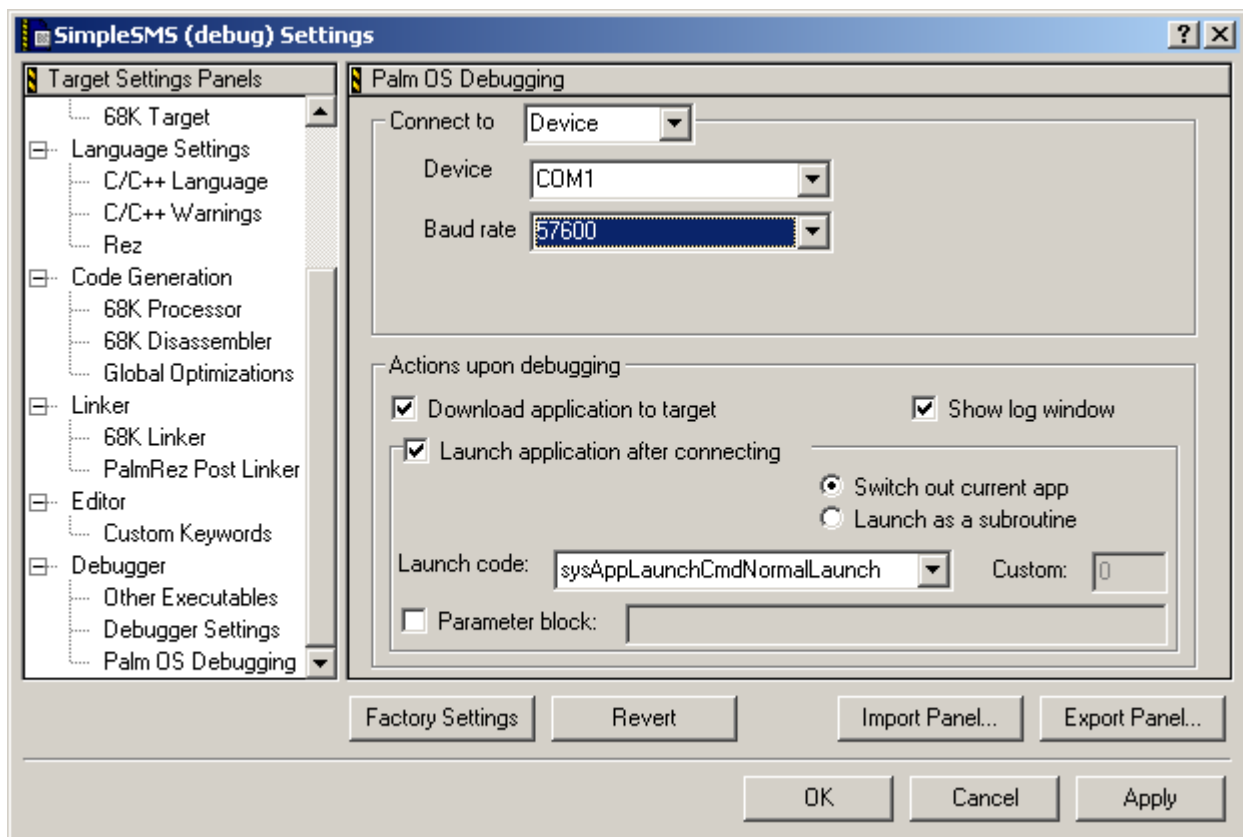 SimpleSMS (debug) Settings
Target Settings Panels
68K Target
Language Settings
C/C++ Language
C/C++ Warnings
Rez
Code Generation
68K Processor
68K Disassembler
Global Optimizations
Linker
68K Linker
PalmRez Post Linker
Editor
Custom Keywords
Debugger
Other Executables
Debugger Settings
Palm OS Debugging
Palm OS Debugging
Connect to Device
Device COM1
Baud rate 57600
Actions upon debugging
Download application to target Show log window
Launch application after connecting
Switch out current app
Launch as a subroutine
Launch code: sysAppLaunchCmdNormalLaunch Custom: 0
Parameter block:
Factory Settings Revert Import Panel... Export Panel...
OK Cancel Apply